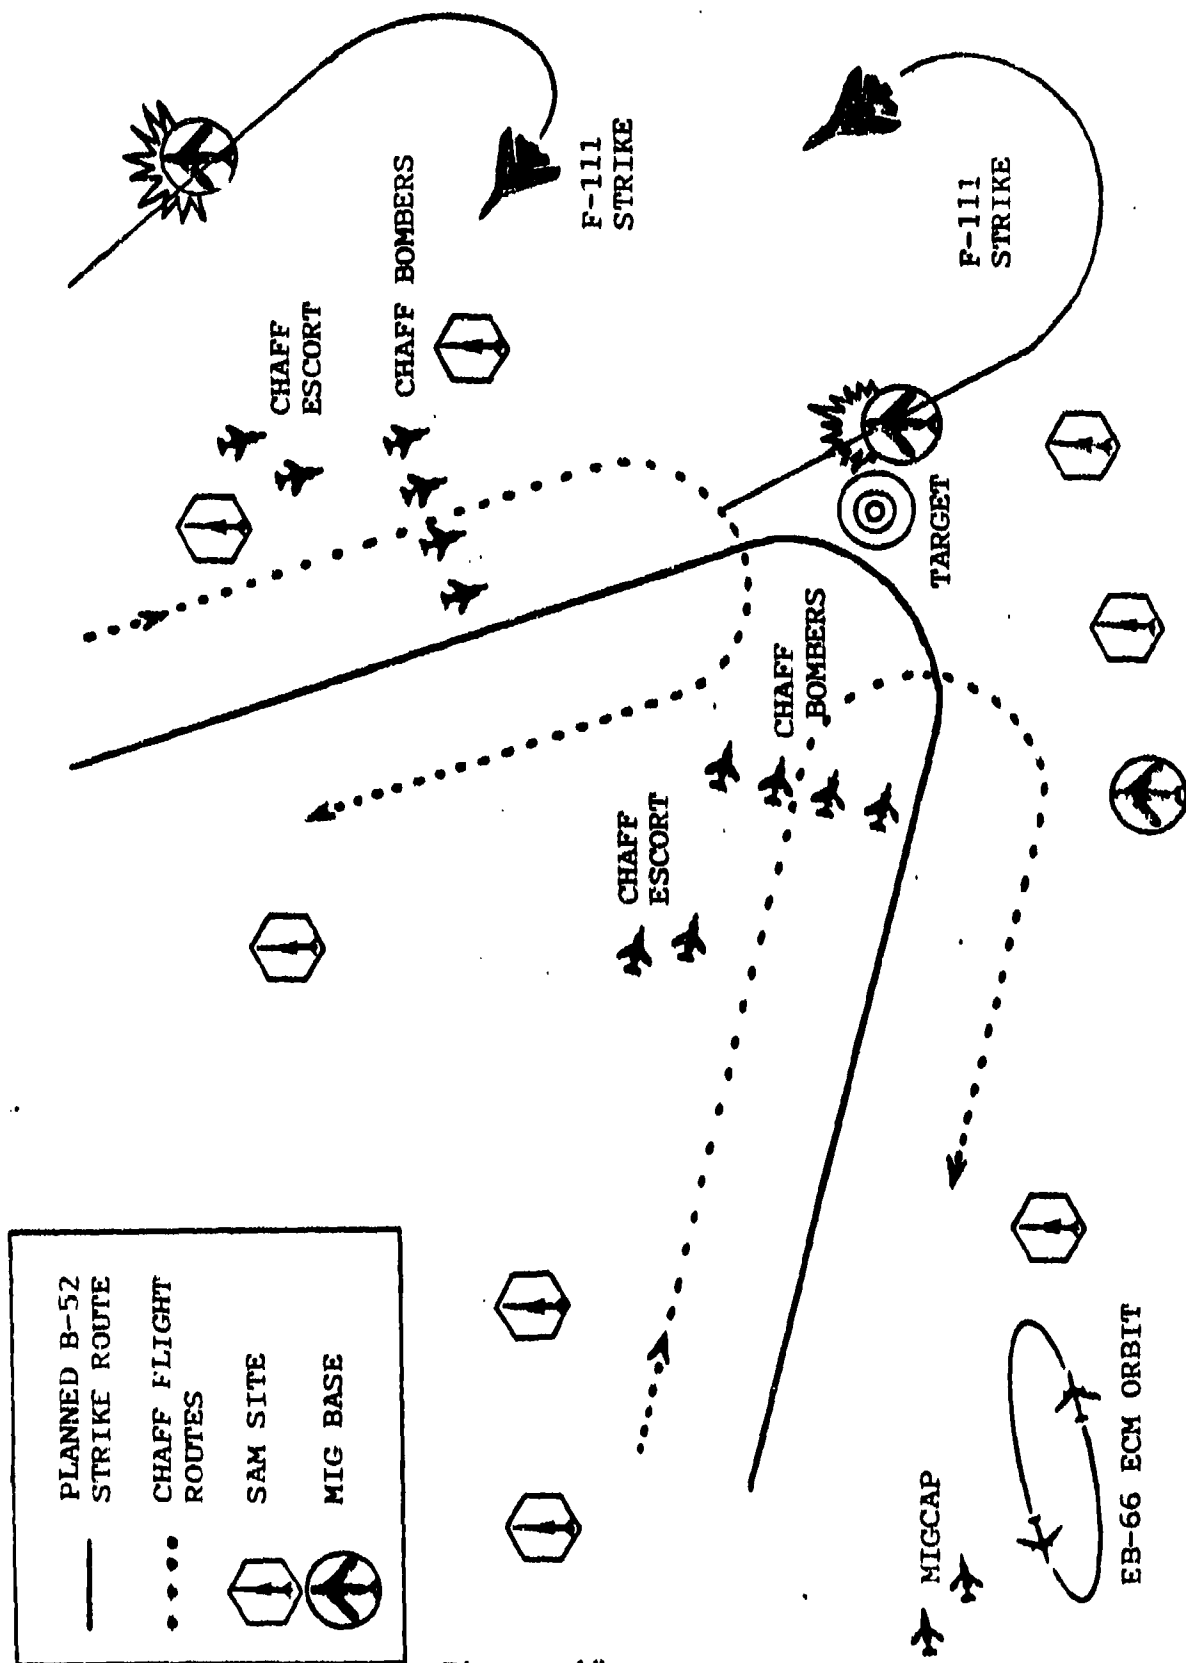 PLANNED B-52
STRIKE ROUTE
CHAFF FLIGHT
ROUTES
SAM SITE
MIG BASE
CHAFF
ESCORT
CHAFF BOMBERS
F-111
STRIKE
CHAFF
ESCORT
CHAFF
BOMBERS
TARGET
F-111
STRIKE
MIGCAP
EB-66 ECM ORBIT